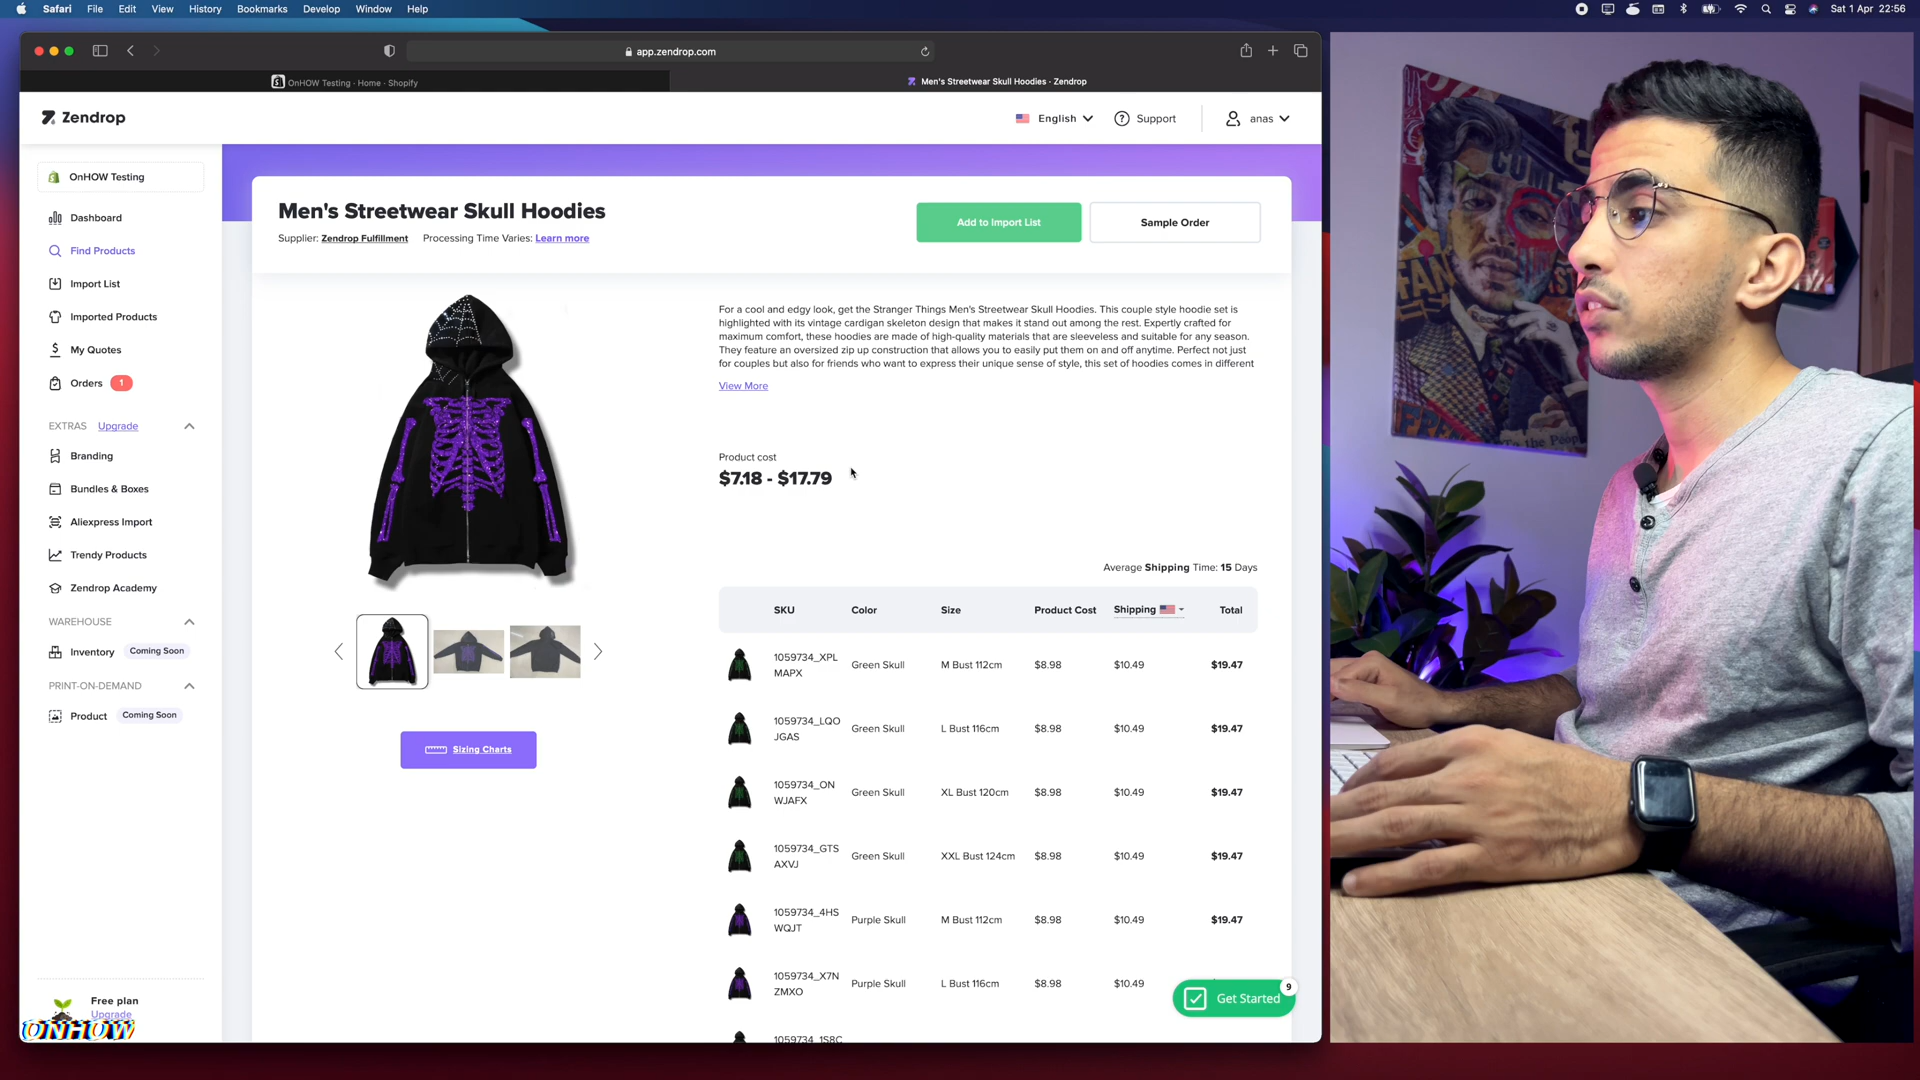 Safari File Edit View History Bookmarks Develop Window Help
Sat 1 Apr 22:56
app.zendrop.com
OnHOW Testing · Home · Shopify
Men's Streetwear Skull Hoodies · Zendrop
Zendrop
English
Support
anas
OnHOW Testing
Dashboard
Find Products
Import List
Imported Products
My Quotes
Orders 1
EXTRAS Upgrade
Branding
Bundles & Boxes
Aliexpress Import
Trendy Products
Zendrop Academy
WAREHOUSE
Inventory Coming Soon
PRINT-ON-DEMAND
Product Coming Soon
Free plan
Upgrade
ONHOW
Men's Streetwear Skull Hoodies
Supplier: Zendrop Fulfillment Processing Time Varies: Learn more
Add to Import List
Sample Order
For a cool and edgy look, get the Stranger Things Men's Streetwear Skull Hoodies. This couple style hoodie set is
highlighted with its vintage cardigan skeleton design that makes it stand out among the rest. Expertly crafted for
maximum comfort, these hoodies are made of high-quality materials that are sleeveless and suitable for any season.
They feature an oversized zip up construction that allows you to easily put them on and off anytime. Perfect not just
for couples but also for friends who want to express their unique sense of style, this set of hoodies comes in different
View More
Product cost
$7.18 - $17.79
Sizing Charts
Average Shipping Time: 15 Days
SKU Color Size Product Cost Shipping Total
1059734_XPL
MAPX
Green Skull M Bust 112cm $8.98 $10.49 $19.47
1059734_LQO
JGAS
Green Skull L Bust 116cm $8.98 $10.49 $19.47
1059734_ON
WJAFX
Green Skull XL Bust 120cm $8.98 $10.49 $19.47
1059734_GTS
AXVJ
Green Skull XXL Bust 124cm $8.98 $10.49 $19.47
1059734_4HS
WQJT
Purple Skull M Bust 112cm $8.98 $10.49 $19.47
1059734_X7N
ZMXO
Purple Skull L Bust 116cm $8.98 $10.49
1059734_1S8C
Get Started
9
COME
FAN
To the People